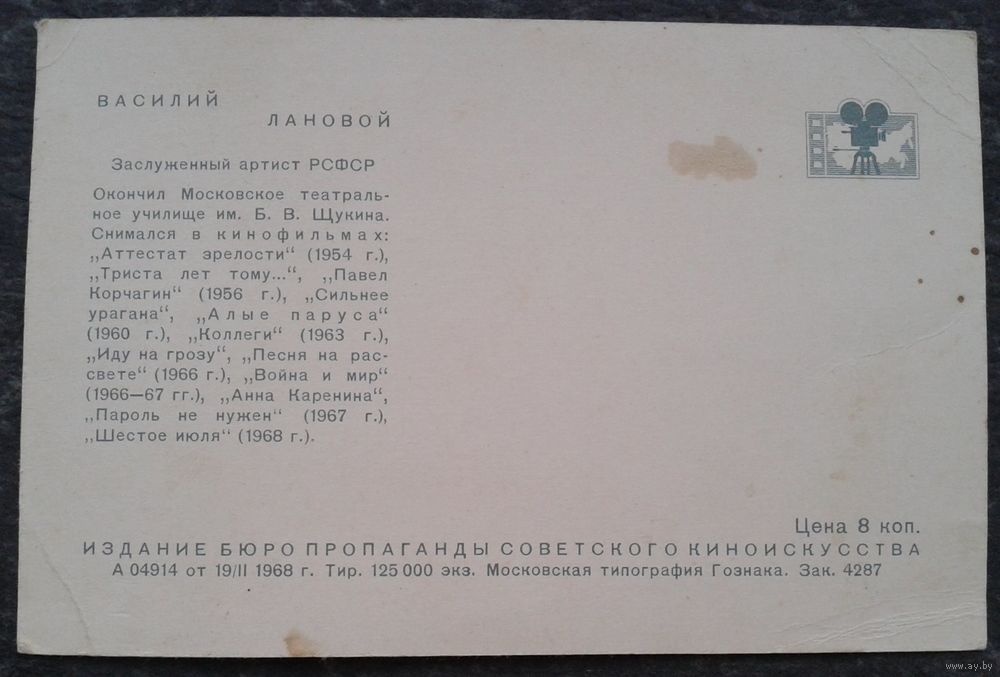 ВАСИЛИЙ
ЛАНОВОЙ
Заслуженный артист РСФСР
Окончил Московское театраль-
ное училище им. Б. В. Щукина.
Снимался в кинофильмах:
„Аттестат зрелости“ (1954 г.),
„Триста лет тому...“, „Павел
Корчагин“ (1956 г.), „Сильнее
урагана“, „Алые паруса“
(1960 г.), „Коллеги“ (1963 г.),
„Иду на грозу“, „Песня на рас-
свете“ (1966 г.), „Война и мир“
(1966—67 гг.), „Анна Каренина“,
„Пароль не нужен“ (1967 г.),
„Шестое июля“ (1968 г.).
Цена 8 коп.
ИЗДАНИЕ БЮРО ПРОПАГАНДЫ СОВЕТСКОГО КИНОИСКУССТВА
А 04914 от 19/II 1968 г. Тир. 125 000 экз. Московская типография Гознака. Зак. 4287
www.ay.by